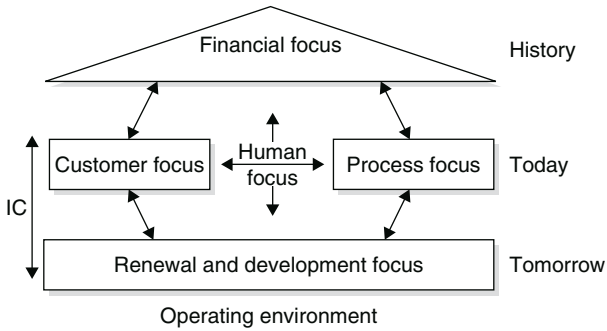 Financial focus
History
Customer focus
Human
focus
Process focus
Today
IC
Renewal and development focus
Tomorrow
Operating environment